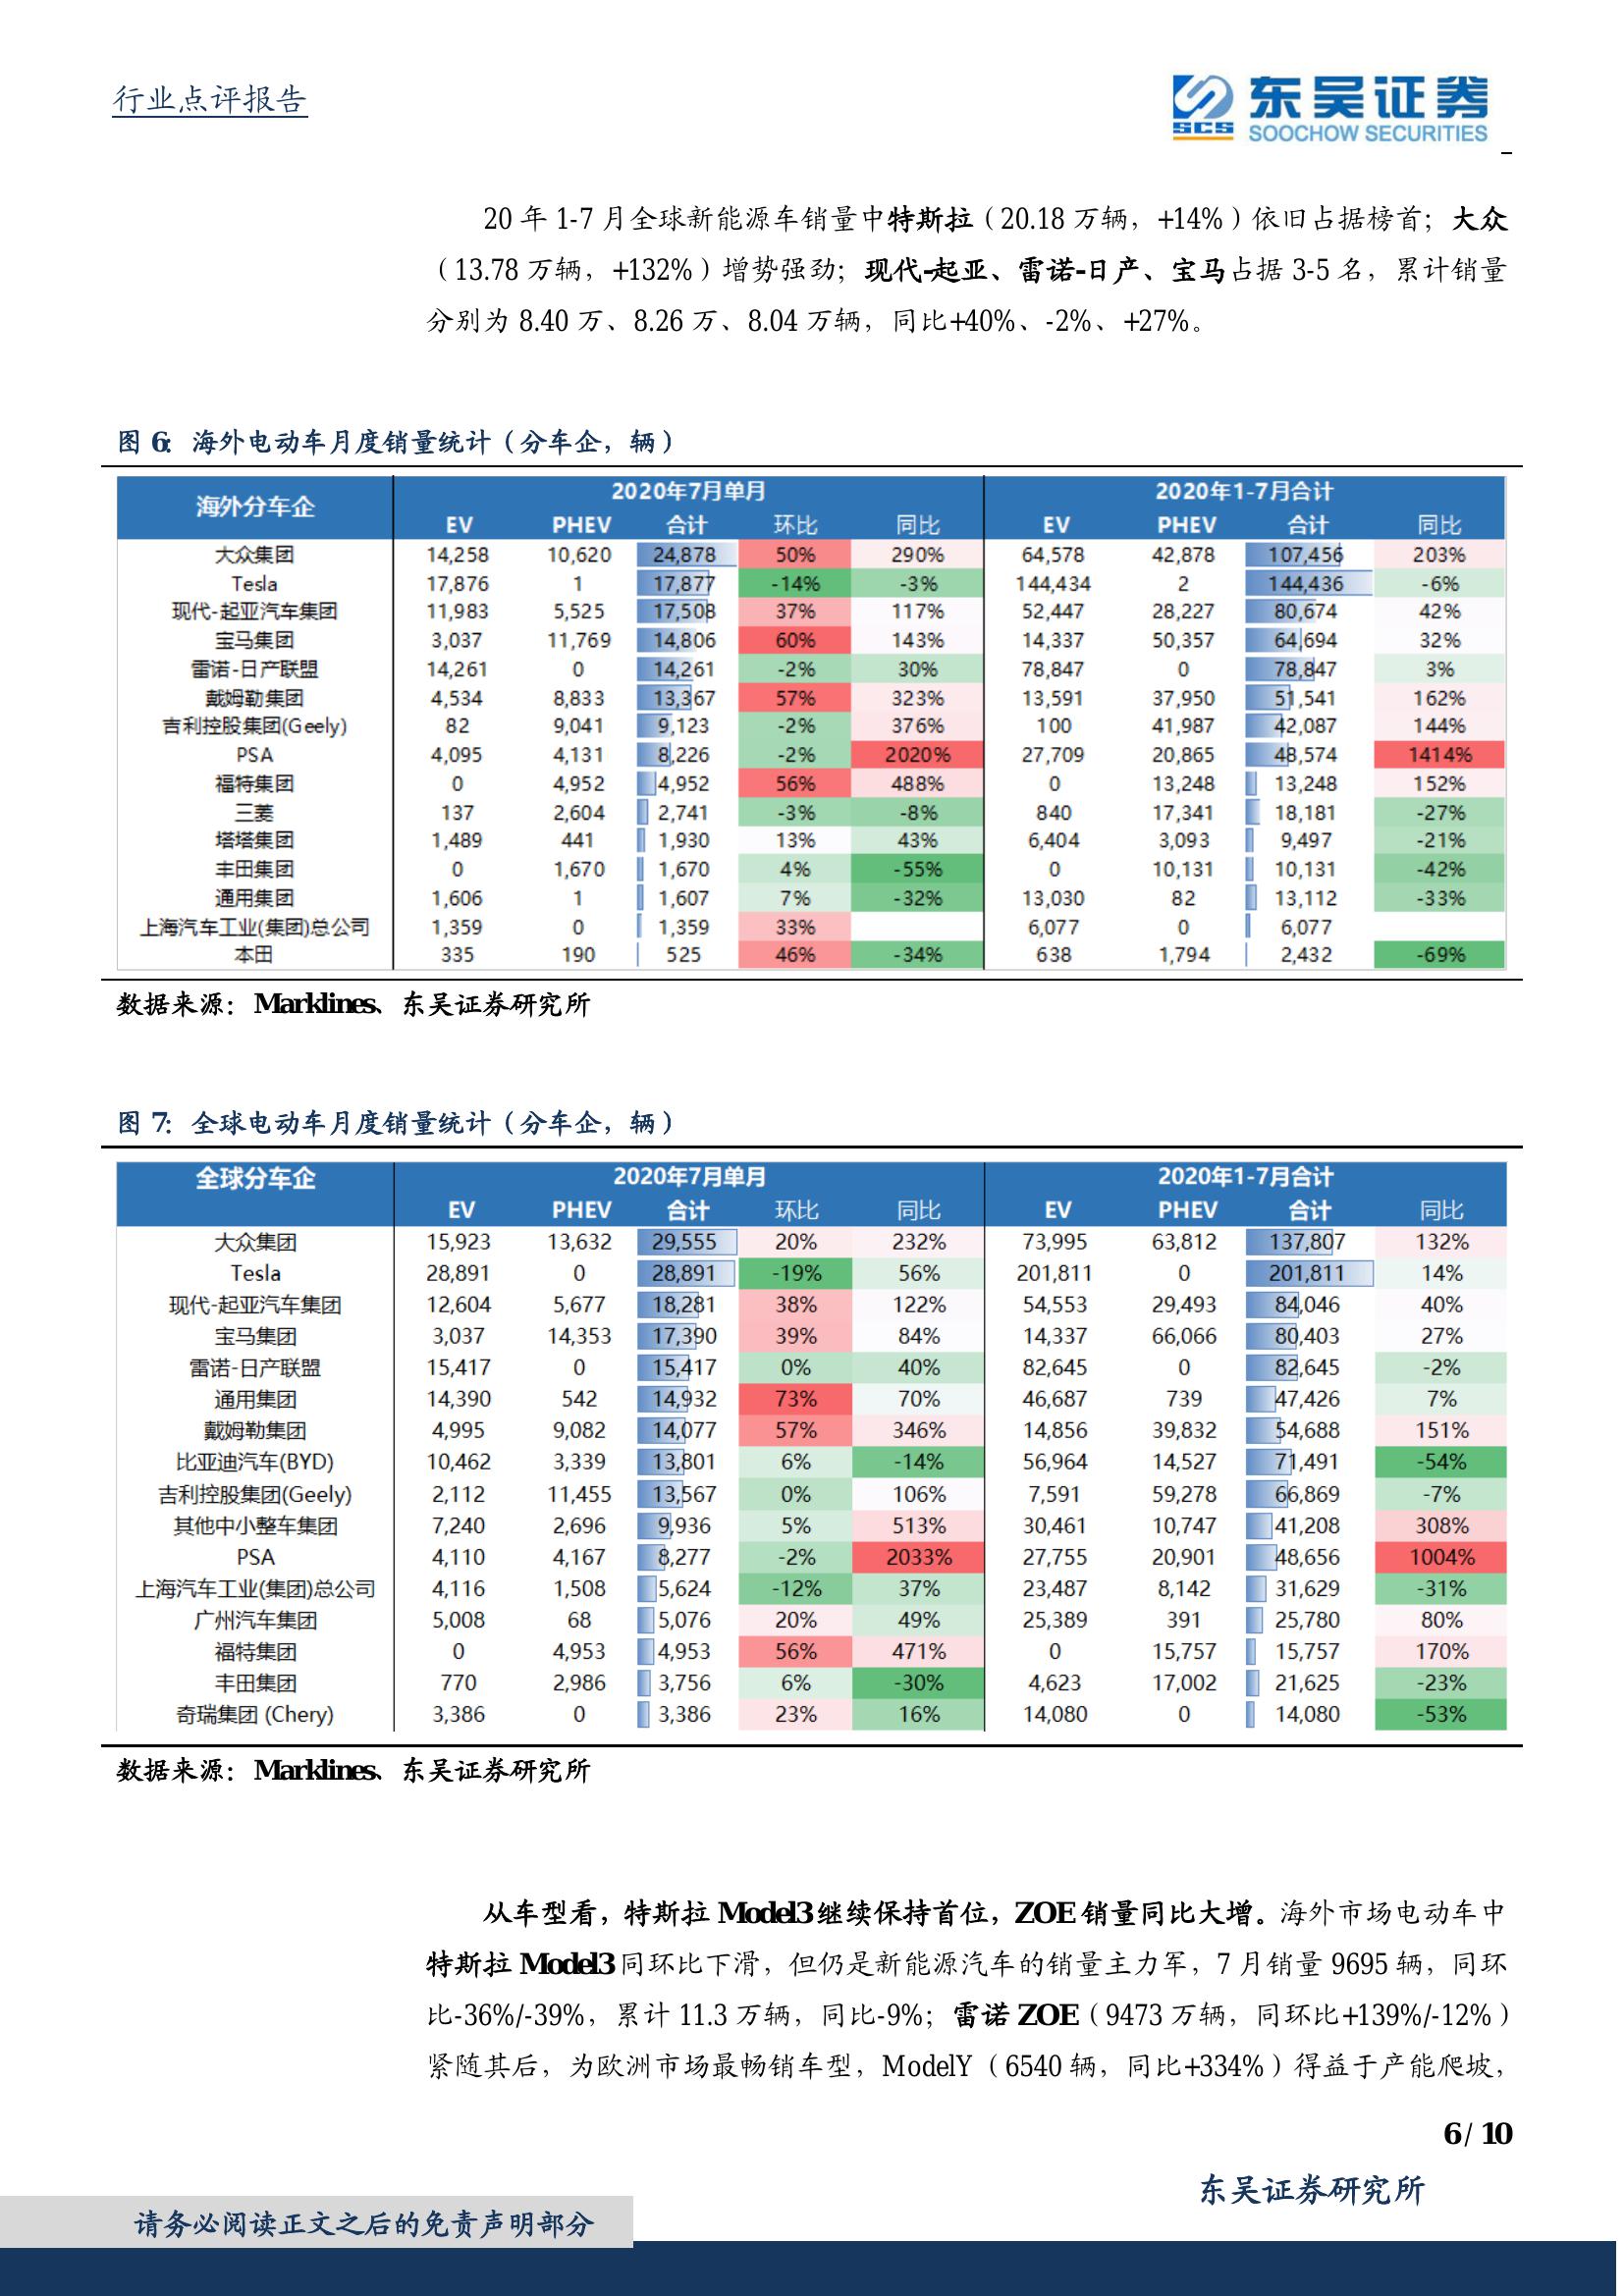 行业点评报告
东吴证券
SCS
SOOCHOW SECURITIES
20 年 1-7 月全球新能源车销量中特斯拉（20.18 万辆，+14%）依旧占据榜首；大众
（13.78 万辆，+132%）增势强劲；现代-起亚、雷诺-日产、宝马占据 3-5 名，累计销量
分别为 8.40 万、8.26 万、8.04 万辆，同比+40%、-2%、+27%。
图 6：海外电动车月度销量统计（分车企，辆）
海外分车企 2020年7月单月 2020年1-7月合计
EV PHEV 合计 环比 同比 EV PHEV 合计 同比
大众集团 14,258 10,620 24,878 50% 290% 64,578 42,878 107,456 203%
Tesla 17,876 1 17,877 -14% -3% 144,434 2 144,436 -6%
现代-起亚汽车集团 11,983 5,525 17,508 37% 117% 52,447 28,227 80,674 42%
宝马集团 3,037 11,769 14,806 60% 143% 14,337 50,357 64,694 32%
雷诺-日产联盟 14,261 0 14,261 -2% 30% 78,847 0 78,847 3%
戴姆勒集团 4,534 8,833 13,367 57% 323% 13,591 37,950 51,541 162%
吉利控股集团(Geely) 82 9,041 9,123 -2% 376% 100 41,987 42,087 144%
PSA 4,095 4,131 8,226 -2% 2020% 27,709 20,865 48,574 1414%
福特集团 0 4,952 4,952 56% 488% 0 13,248 13,248 152%
三菱 137 2,604 2,741 -3% -8% 840 17,341 18,181 -27%
塔塔集团 1,489 441 1,930 13% 43% 6,404 3,093 9,497 -21%
丰田集团 0 1,670 1,670 4% -55% 0 10,131 10,131 -42%
通用集团 1,606 1 1,607 7% -32% 13,030 82 13,112 -33%
上海汽车工业(集团)总公司 1,359 0 1,359 33% 6,077 0 6,077
本田 335 190 525 46% -34% 638 1,794 2,432 -69%
数据来源：Marklines、东吴证券研究所
图 7：全球电动车月度销量统计（分车企，辆）
全球分车企 2020年7月单月 2020年1-7月合计
EV PHEV 合计 环比 同比 EV PHEV 合计 同比
大众集团 15,923 13,632 29,555 20% 232% 73,995 63,812 137,807 132%
Tesla 28,891 0 28,891 -19% 56% 201,811 0 201,811 14%
现代-起亚汽车集团 12,604 5,677 18,281 38% 122% 54,553 29,493 84,046 40%
宝马集团 3,037 14,353 17,390 39% 84% 14,337 66,066 80,403 27%
雷诺-日产联盟 15,417 0 15,417 0% 40% 82,645 0 82,645 -2%
通用集团 14,390 542 14,932 73% 70% 46,687 739 47,426 7%
戴姆勒集团 4,995 9,082 14,077 57% 346% 14,856 39,832 54,688 151%
比亚迪汽车(BYD) 10,462 3,339 13,801 6% -14% 56,964 14,527 71,491 -54%
吉利控股集团(Geely) 2,112 11,455 13,567 0% 106% 7,591 59,278 66,869 -7%
其他中小整车集团 7,240 2,696 9,936 5% 513% 30,461 10,747 41,208 308%
PSA 4,110 4,167 8,277 -2% 2033% 27,755 20,901 48,656 1004%
上海汽车工业(集团)总公司 4,116 1,508 5,624 -12% 37% 23,487 8,142 31,629 -31%
广州汽车集团 5,008 68 5,076 20% 49% 25,389 391 25,780 80%
福特集团 0 4,953 4,953 56% 471% 0 15,757 15,757 170%
丰田集团 770 2,986 3,756 6% -30% 4,623 17,002 21,625 -23%
奇瑞集团 (Chery) 3,386 0 3,386 23% 16% 14,080 0 14,080 -53%
数据来源：Marklines、东吴证券研究所
从车型看，特斯拉 Model3 继续保持首位，ZOE 销量同比大增。海外市场电动车中
特斯拉 Model3 同环比下滑，但仍是新能源汽车的销量主力军，7 月销量 9695 辆，同环
比-36%/-39%，累计 11.3 万辆，同比-9%；雷诺 ZOE（9473 万辆，同环比+139%/-12%）
紧随其后，为欧洲市场最畅销车型，ModelY（6540 辆，同比+334%）得益于产能爬坡，
6 / 10
东吴证券研究所
请务必阅读正文之后的免责声明部分